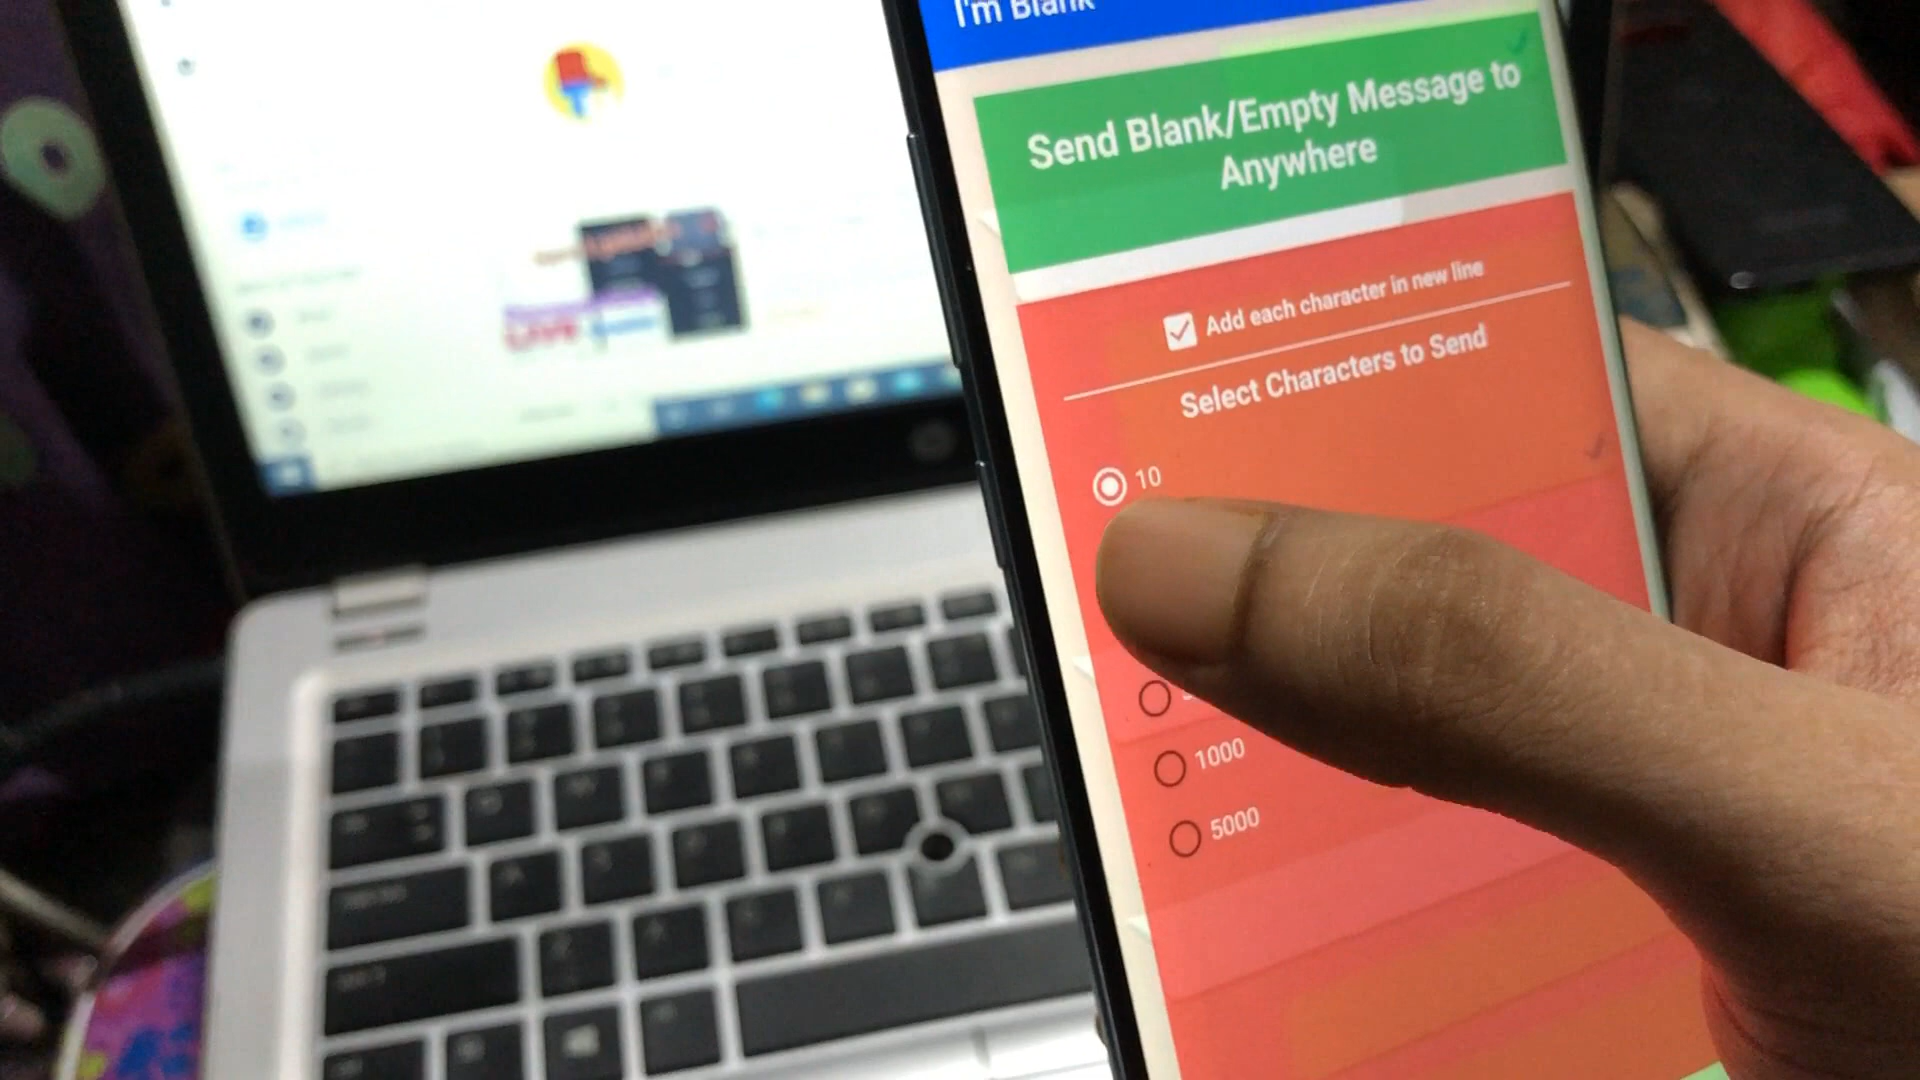 I'm Blank
Send Blank/Empty Message to
Anywhere
Add each character in new line
Select Characters to Send
10
1000
5000
LIVE